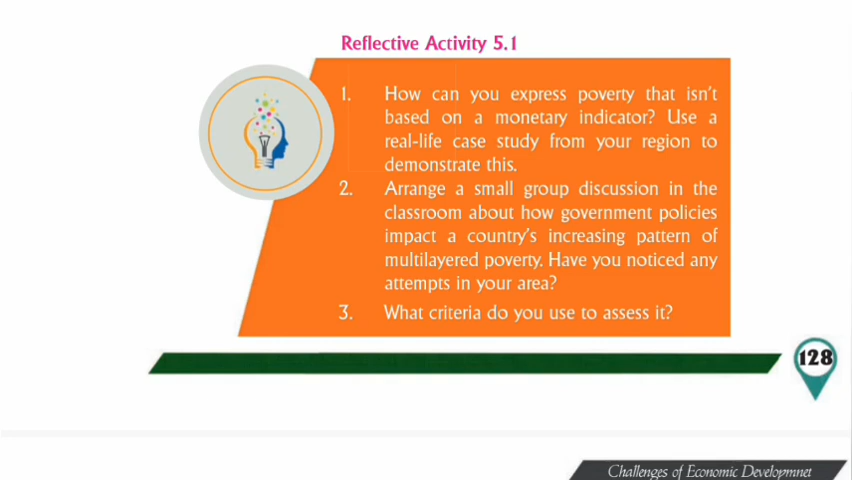 Reflective Activity 5.1
1. How can you express poverty that isn't
based on a monetary indicator? Use a
real-life case study from your region to
demonstrate this.
2. Arrange a small group discussion in the
classroom about how government policies
impact a country's increasing pattern of
multilayered poverty. Have you noticed any
attempts in your area?
3. What criteria do you use to assess it?
128
Challenges of Economic Developmnet